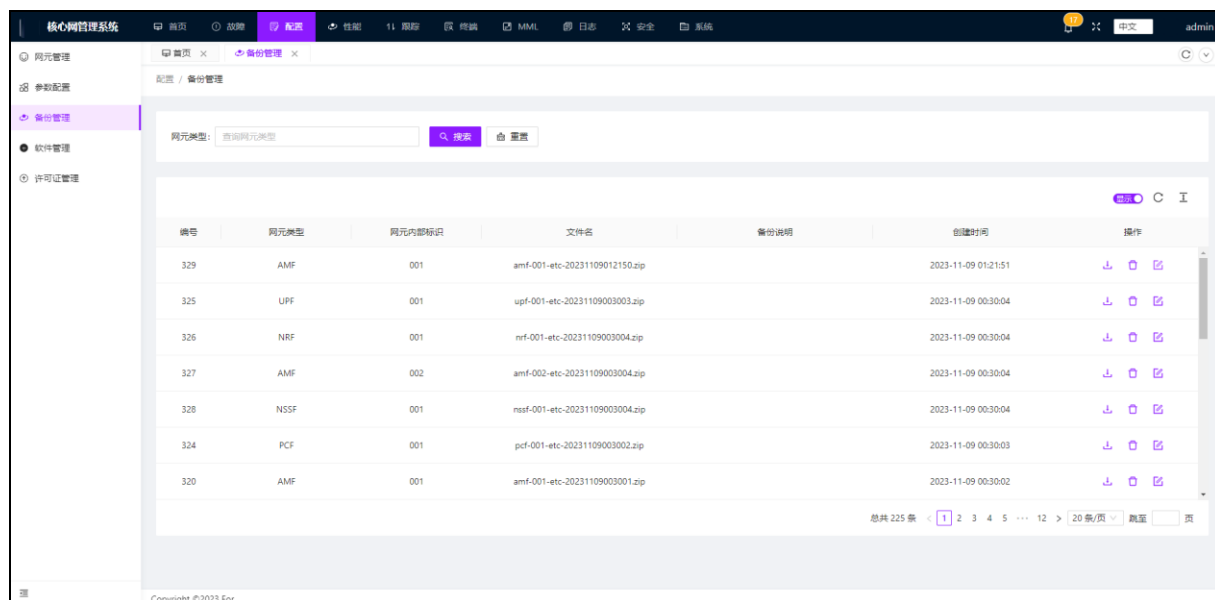 核心网管理系统 首页 故障 配置 性能 跟踪 终端 MML 日志 安全 系统 17 中文 admin
网元管理
参数配置
备份管理
软件管理
许可证管理
首页 备份管理
配置 / 备份管理
网元类型: 查询网元类型 搜索 重置
显示
编号 网元类型 网元内部标识 文件名 备份说明 创建时间 操作
329 AMF 001 amf-001-etc-20231109012150.zip 2023-11-09 01:21:51
325 UPF 001 upf-001-etc-20231109003003.zip 2023-11-09 00:30:04
326 NRF 001 nrf-001-etc-20231109003004.zip 2023-11-09 00:30:04
327 AMF 002 amf-002-etc-20231109003004.zip 2023-11-09 00:30:04
328 NSSF 001 nssf-001-etc-20231109003004.zip 2023-11-09 00:30:04
324 PCF 001 pcf-001-etc-20231109003002.zip 2023-11-09 00:30:03
320 AMF 001 amf-001-etc-20231109003001.zip 2023-11-09 00:30:02
总共 225 条 < 1 2 3 4 5 ··· 12 > 20 条/页 跳至 页
Copyright ©2023 For